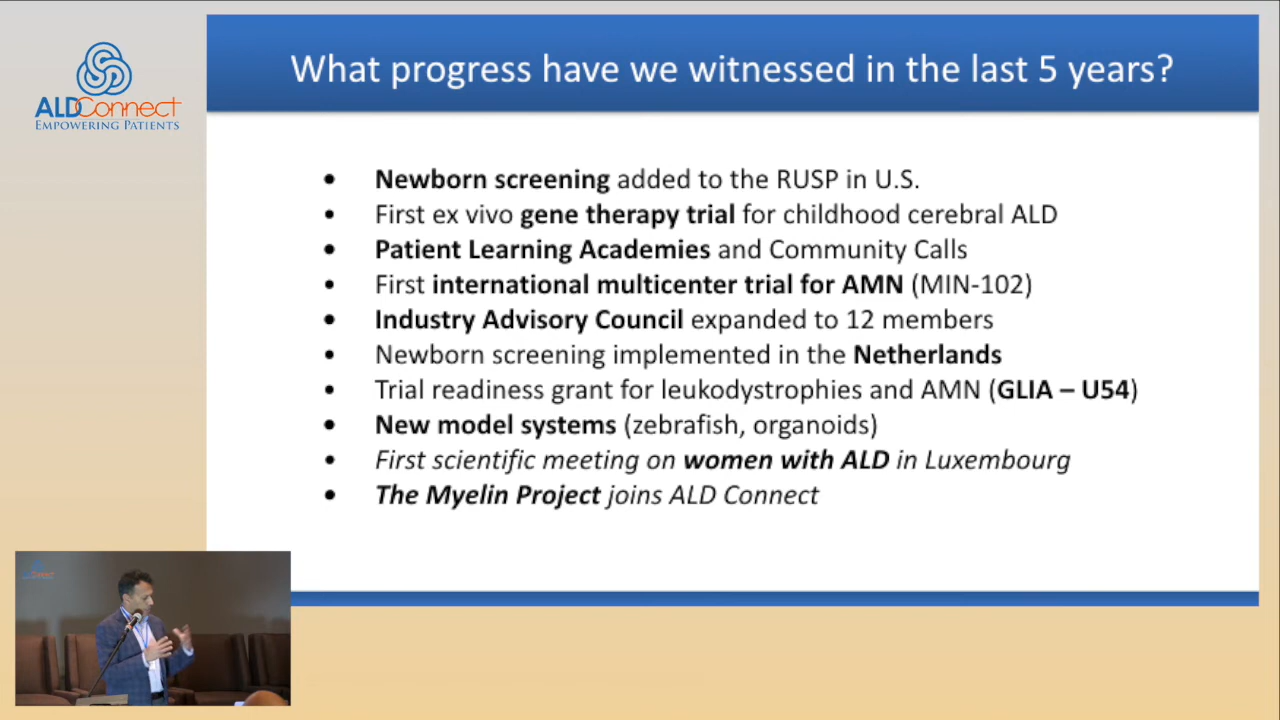 ALDConnect
EMPOWERING PATIENTS
What progress have we witnessed in the last 5 years?
• Newborn screening added to the RUSP in U.S.
• First ex vivo gene therapy trial for childhood cerebral ALD
• Patient Learning Academies and Community Calls
• First international multicenter trial for AMN (MIN-102)
• Industry Advisory Council expanded to 12 members
• Newborn screening implemented in the Netherlands
• Trial readiness grant for leukodystrophies and AMN (GLIA – U54)
• New model systems (zebrafish, organoids)
• First scientific meeting on women with ALD in Luxembourg
• The Myelin Project joins ALD Connect